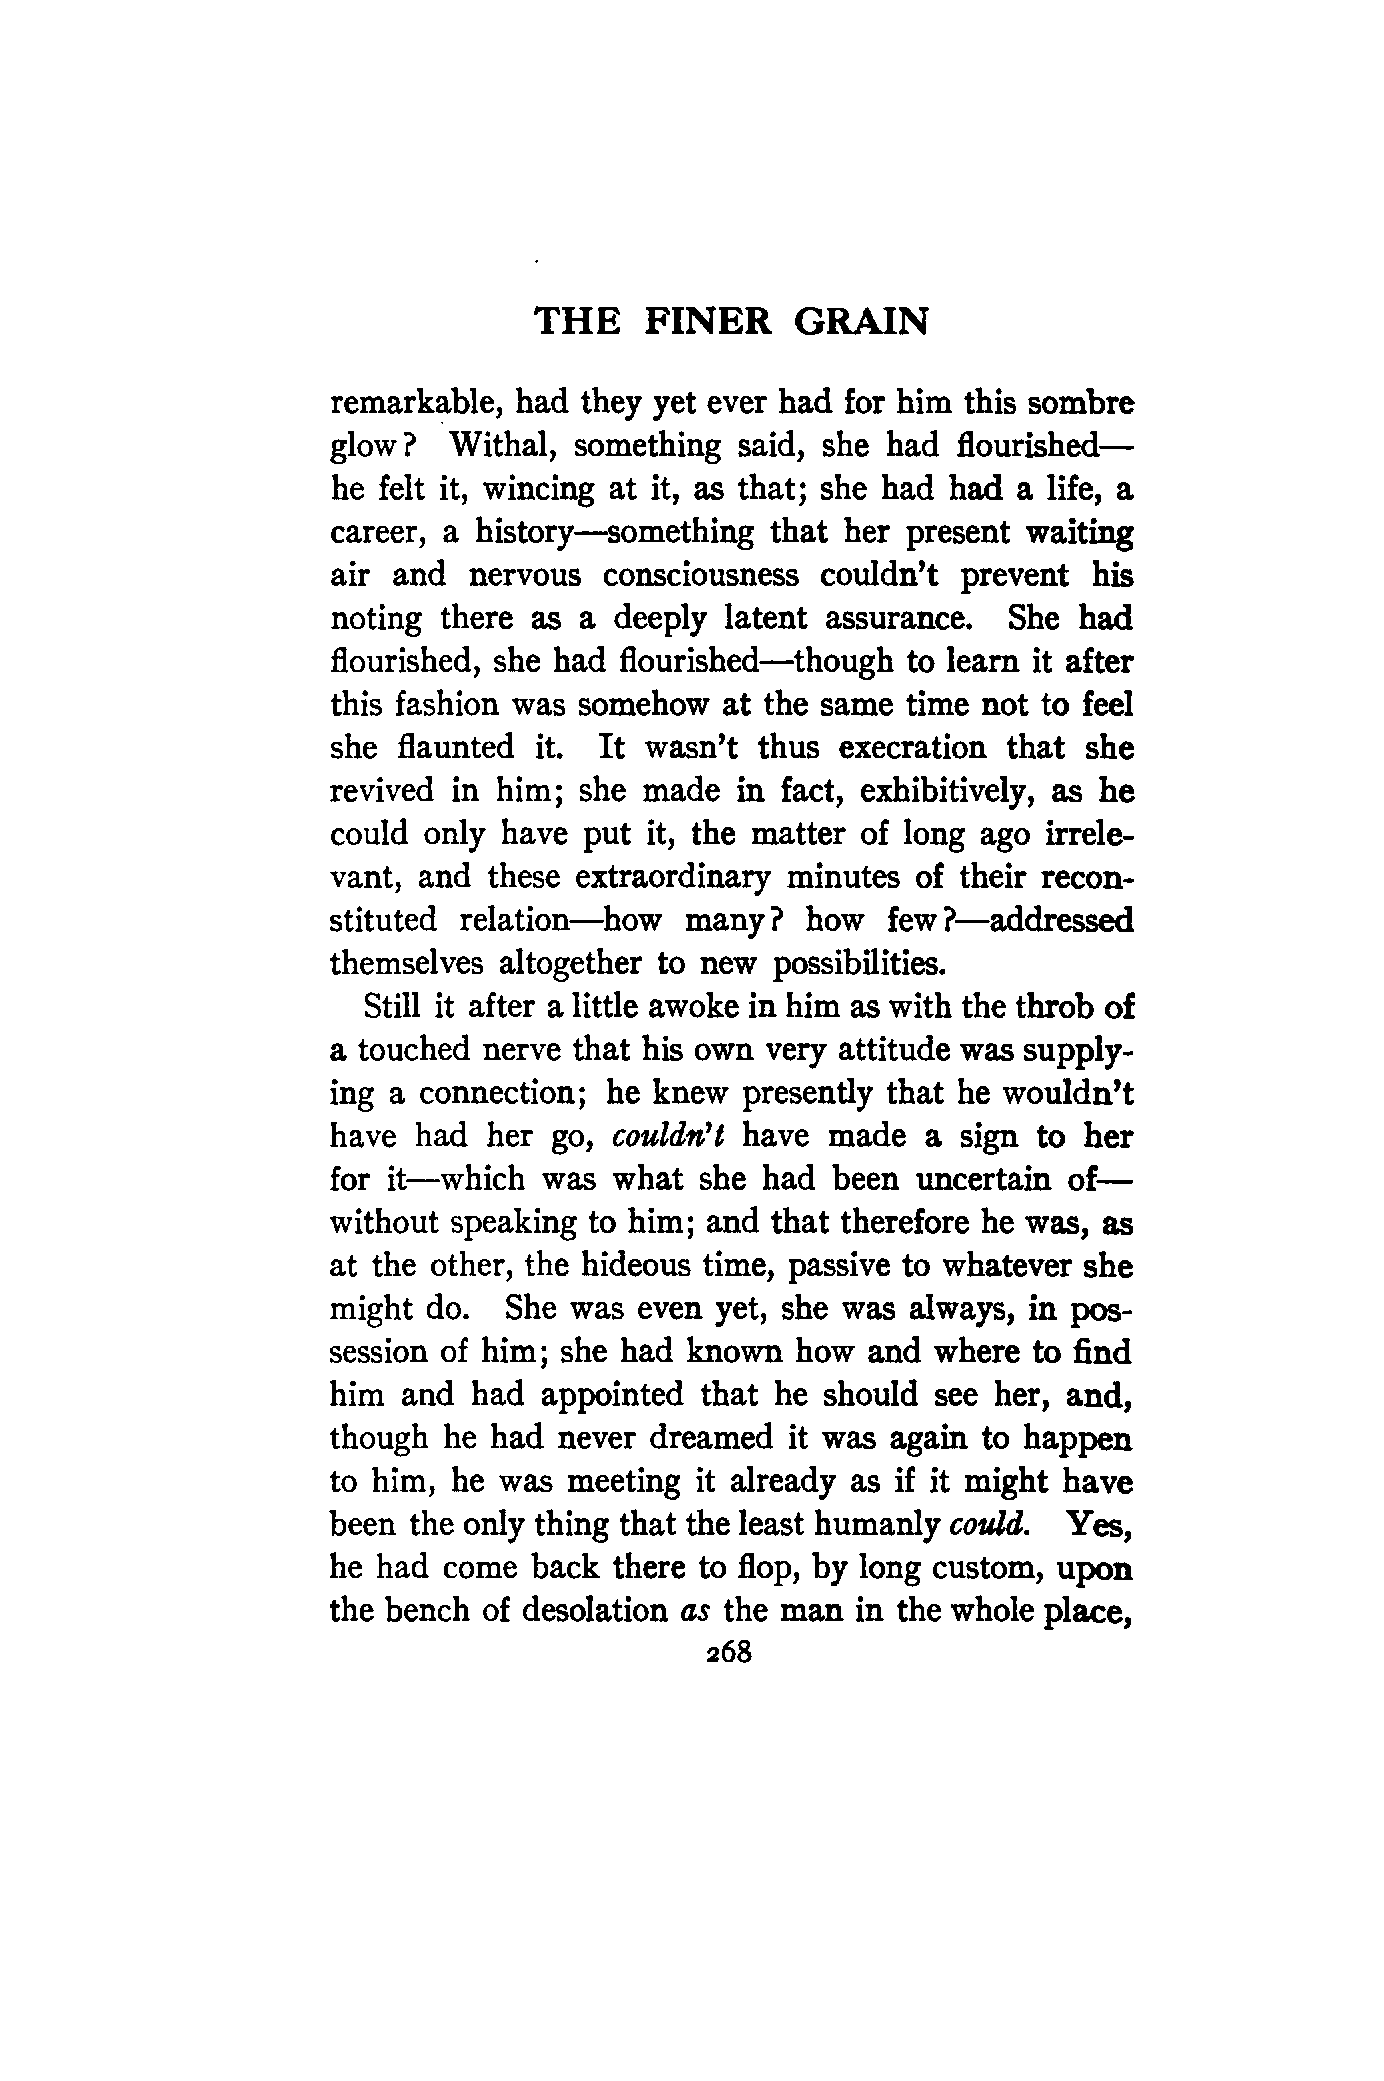 THE FINER GRAIN
remarkable, had they yet ever had for him this sombre
glow? Withal, something said, she had flourished—
he felt it, wincing at it, as that; she had had a life, a
career, a history—something that her present waiting
air and nervous consciousness couldn't prevent his
noting there as a deeply latent assurance. She had
flourished, she had flourished—though to learn it after
this fashion was somehow at the same time not to feel
she flaunted it. It wasn't thus execration that she
revived in him; she made in fact, exhibitively, as he
could only have put it, the matter of long ago irrele-
vant, and these extraordinary minutes of their recon-
stituted relation—how many? how few?—addressed
themselves altogether to new possibilities.
Still it after a little awoke in him as with the throb of
a touched nerve that his own very attitude was supply-
ing a connection; he knew presently that he wouldn't
have had her go, couldn't have made a sign to her
for it—which was what she had been uncertain of—
without speaking to him; and that therefore he was, as
at the other, the hideous time, passive to whatever she
might do. She was even yet, she was always, in pos-
session of him; she had known how and where to find
him and had appointed that he should see her, and,
though he had never dreamed it was again to happen
to him, he was meeting it already as if it might have
been the only thing that the least humanly could. Yes,
he had come back there to flop, by long custom, upon
the bench of desolation as the man in the whole place,
268